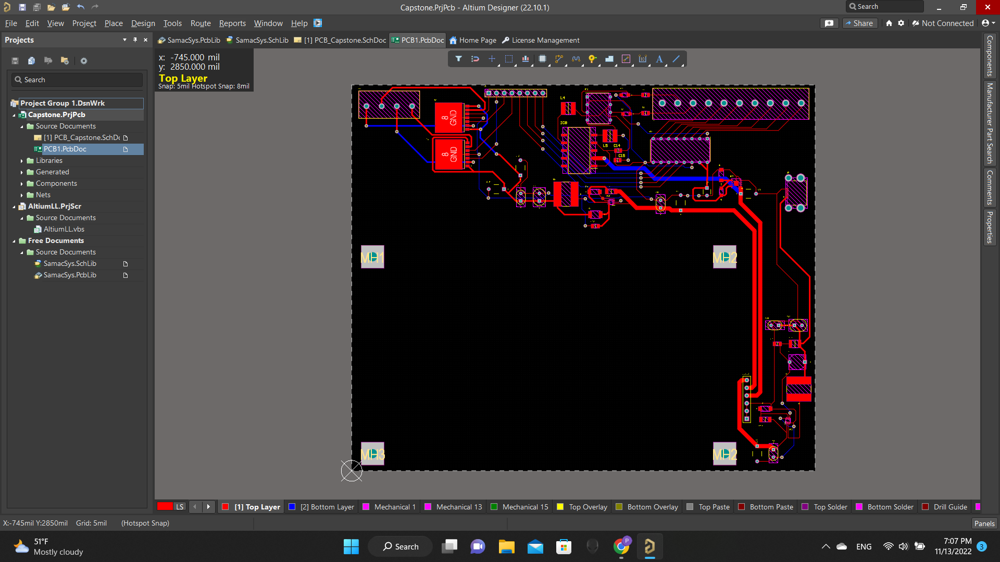 Capstone.PrjPcb - Altium Designer (22.10.1)
Search
File Edit View Project Place Design Tools Route Reports Window Help
Share
Not Connected
Projects
SamacSys.PcbLib
SamacSys.SchLib
[1] PCB_Capstone.SchDoc
PCB1.PcbDoc
Home Page
License Management
x: -745.000 mil
y: 2850.000 mil
Top Layer
Snap: 5mil Hotspot Snap: 8mil
Search
Project Group 1.DsnWrk
Capstone.PrjPcb
Source Documents
[1] PCB_Capstone.SchDo
PCB1.PcbDoc
Libraries
Generated
Components
Nets
AltiumLL.PrjScr
Source Documents
AltiumLL.vbs
Free Documents
Source Documents
SamacSys.SchLib
SamacSys.PcbLib
Components
Manufacturer Part Search
Comments
Properties
8
GND
8
GND
L4
IC8
L5
C14
C15
MH1
MH2
MH3
MH2
LS
[1] Top Layer
[2] Bottom Layer
Mechanical 1
Mechanical 13
Mechanical 15
Top Overlay
Bottom Overlay
Top Paste
Bottom Paste
Top Solder
Bottom Solder
Drill Guide
X:-745mil Y:2850mil Grid: 5mil (Hotspot Snap)
Panels
51°F
Mostly cloudy
Search
P
ENG
7:07 PM
11/13/2022
3